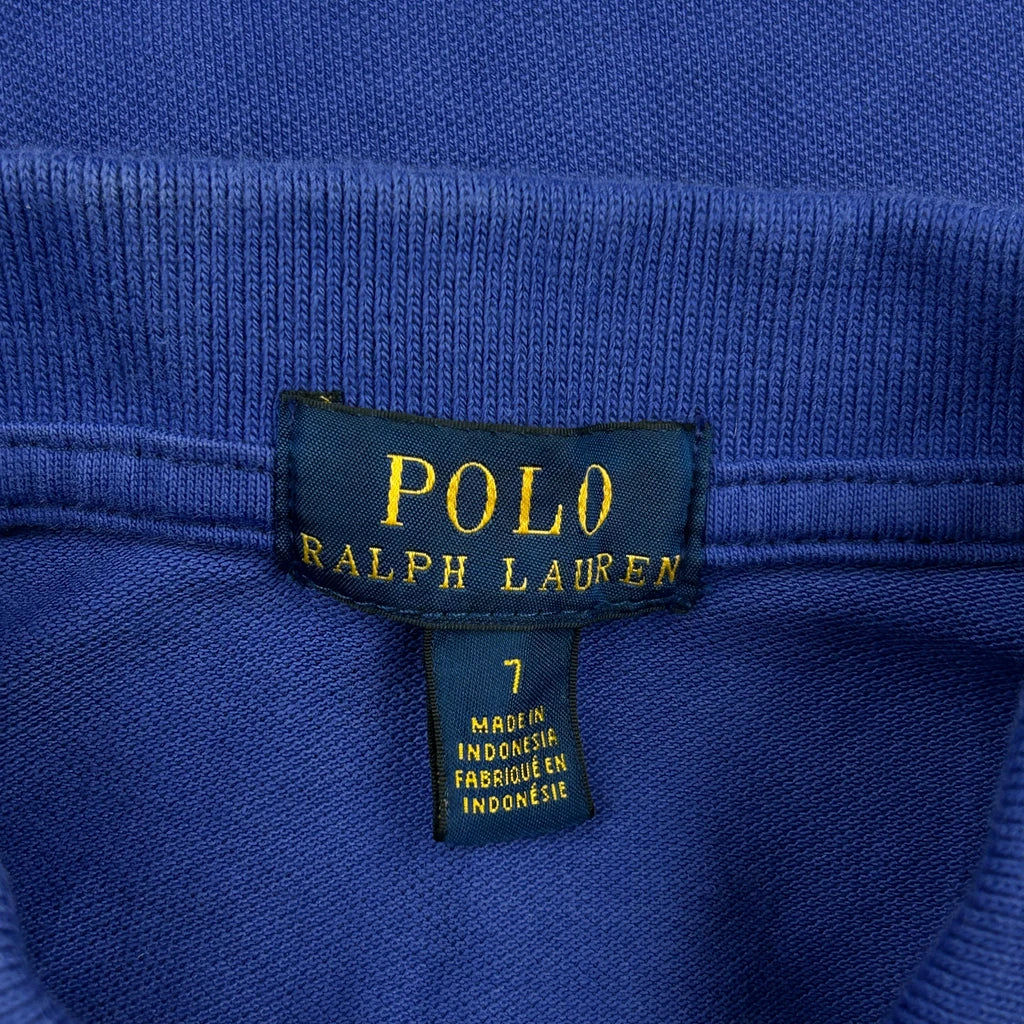 POLO
RALPH LAUREN
7
MADE IN
INDONESIA
FABRIQUÉ EN
INDONÉSIE